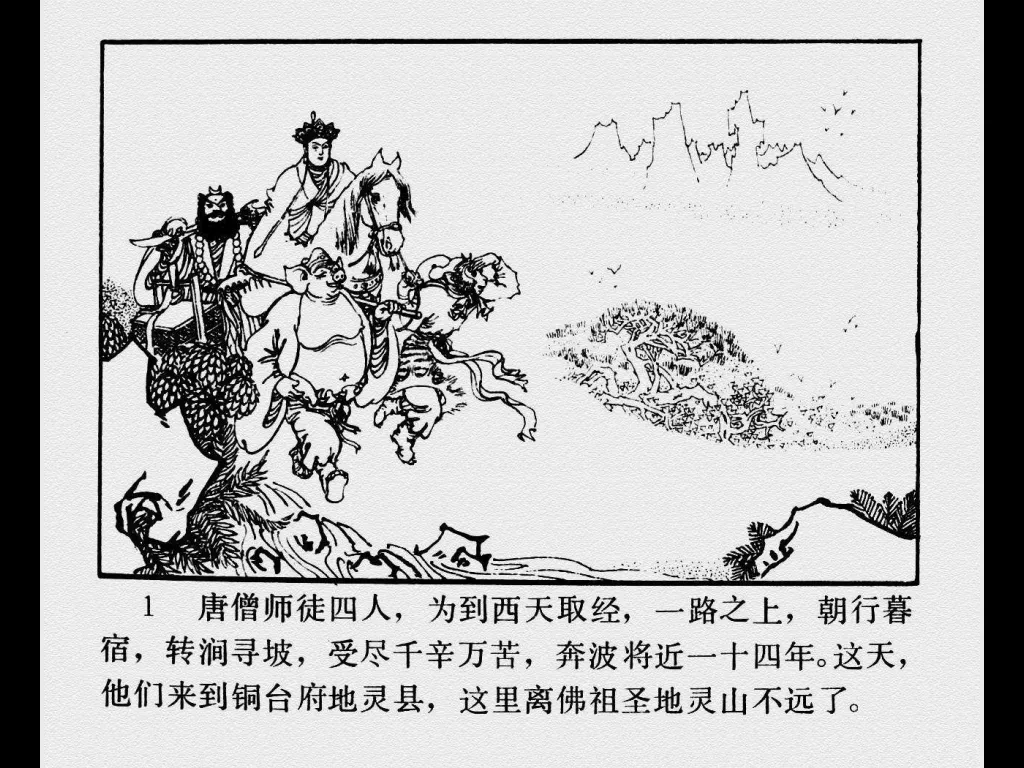 1 唐僧师徒四人，为到西天取经，一路之上，朝行暮
宿，转涧寻坡，受尽千辛万苦，奔波将近一十四年。这天，
他们来到铜台府地灵县，这里离佛祖圣地灵山不远了。